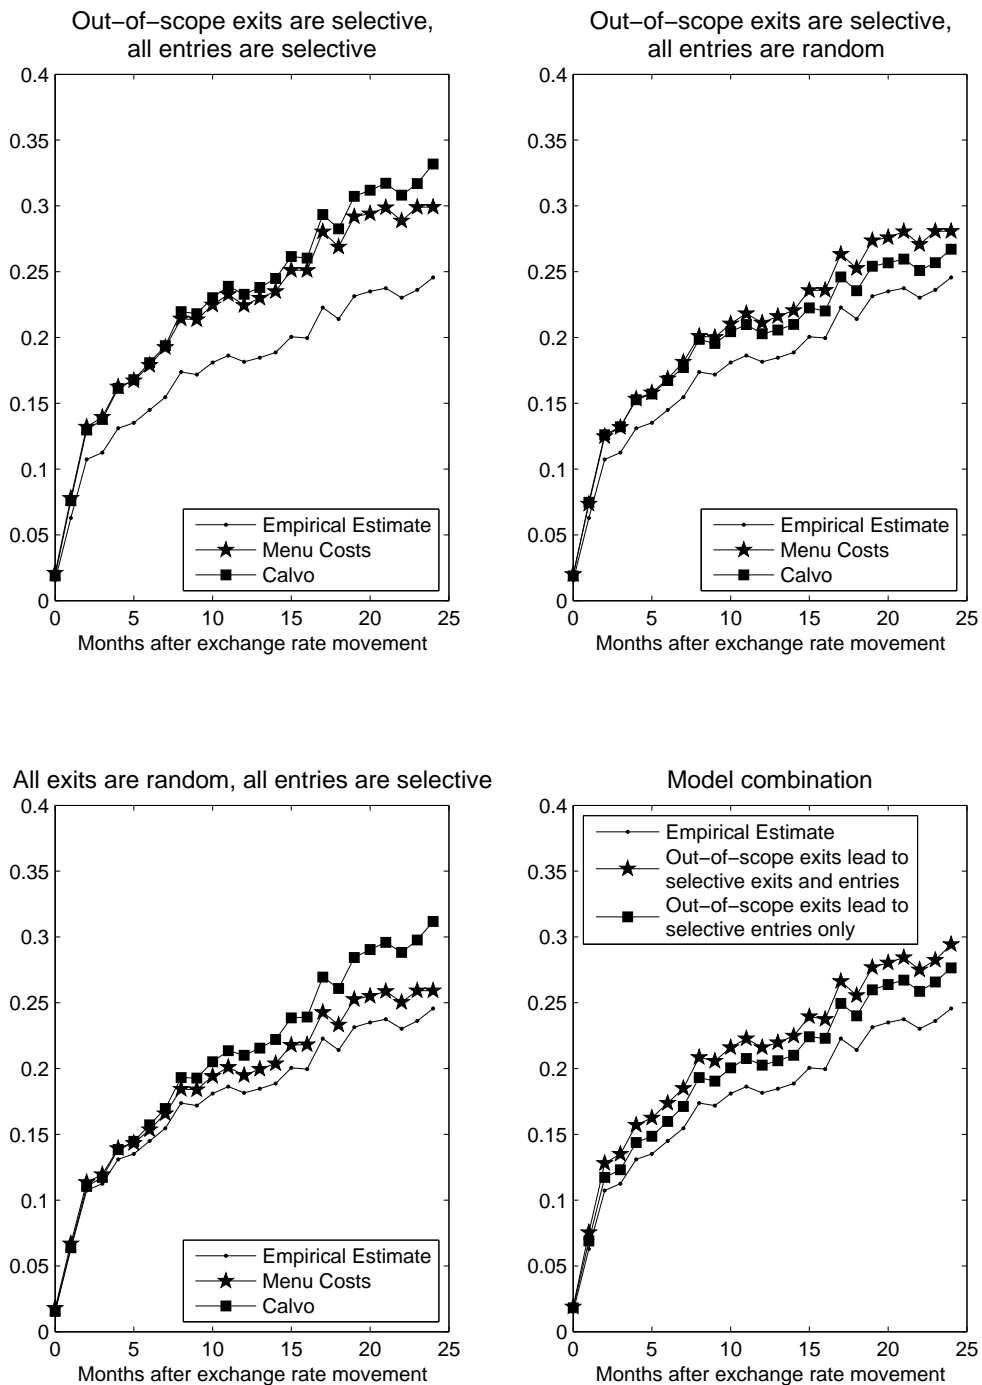 Out-of-scope exits are selective,
all entries are selective
0.4
0.35
0.3
0.25
0.2
0.15
0.1
0.05
0
Empirical Estimate
Menu Costs
Calvo
0 5 10 15 20 25
Months after exchange rate movement
Out-of-scope exits are selective,
all entries are random
0.4
0.35
0.3
0.25
0.2
0.15
0.1
0.05
0
Empirical Estimate
Menu Costs
Calvo
0 5 10 15 20 25
Months after exchange rate movement
All exits are random, all entries are selective
0.4
0.35
0.3
0.25
0.2
0.15
0.1
0.05
0
Empirical Estimate
Menu Costs
Calvo
0 5 10 15 20 25
Months after exchange rate movement
Model combination
0.4
0.35
0.3
0.25
0.2
0.15
0.1
0.05
0
Empirical Estimate
Out-of-scope exits lead to
selective exits and entries
Out-of-scope exits lead to
selective entries only
0 5 10 15 20 25
Months after exchange rate movement